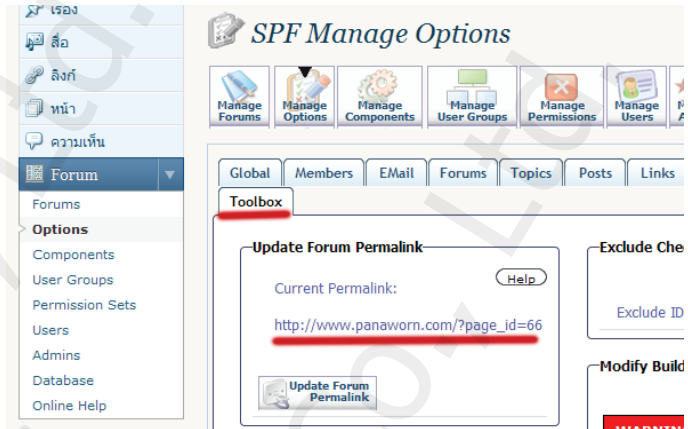 เรื่อง
สื่อ
ลิงก์
หน้า
ความเห็น
Forum
Forums
Options
Components
User Groups
Permission Sets
Users
Admins
Database
Online Help
SPF Manage Options
Manage Forums
Manage Options
Manage Components
Manage User Groups
Manage Permissions
Manage Users
Global Members EMail Forums Topics Posts Links
Toolbox
Update Forum Permalink
Help
Current Permalink:
http://www.panaworn.com/?page_id=66
Update Forum
Permalink
Exclude
Exclude ID
Modify
WARNING